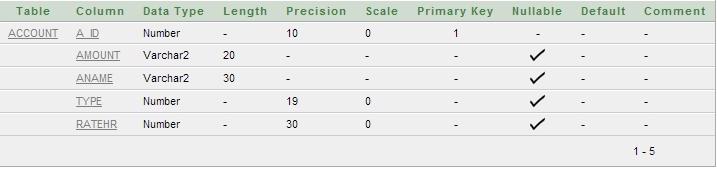 Table Column Data Type Length Precision Scale Primary Key Nullable Default Comment
ACCOUNT A_ID Number - 10 0 1 - - -
AMOUNT Varchar2 20 - - - ✓ - -
ANAME Varchar2 30 - - - ✓ - -
TYPE Number - 19 0 - ✓ - -
RATEHR Number - 30 0 - ✓ - -
1 - 5